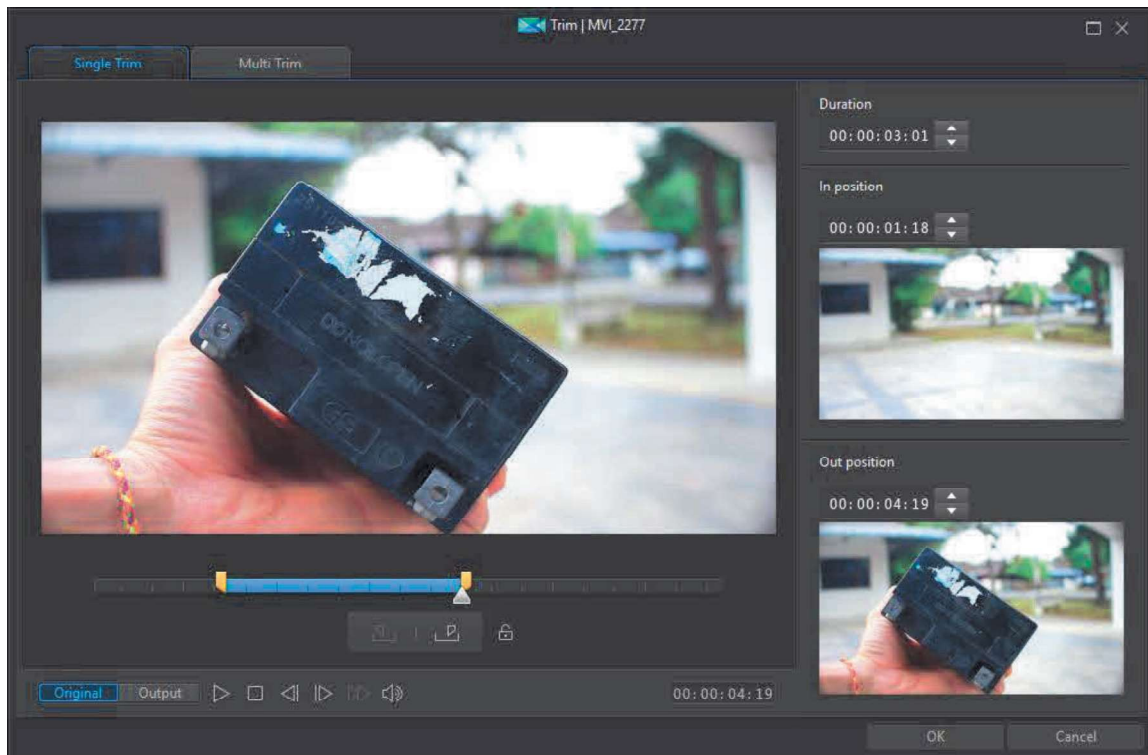 Trim | MVI_2277
Single Trim
Multi Trim
Duration
00:00:03:01
In position
00:00:01:18
DO NOT OPEN
GS
Out position
00:00:04:19
Original
Output
00:00:04:19
OK
Cancel